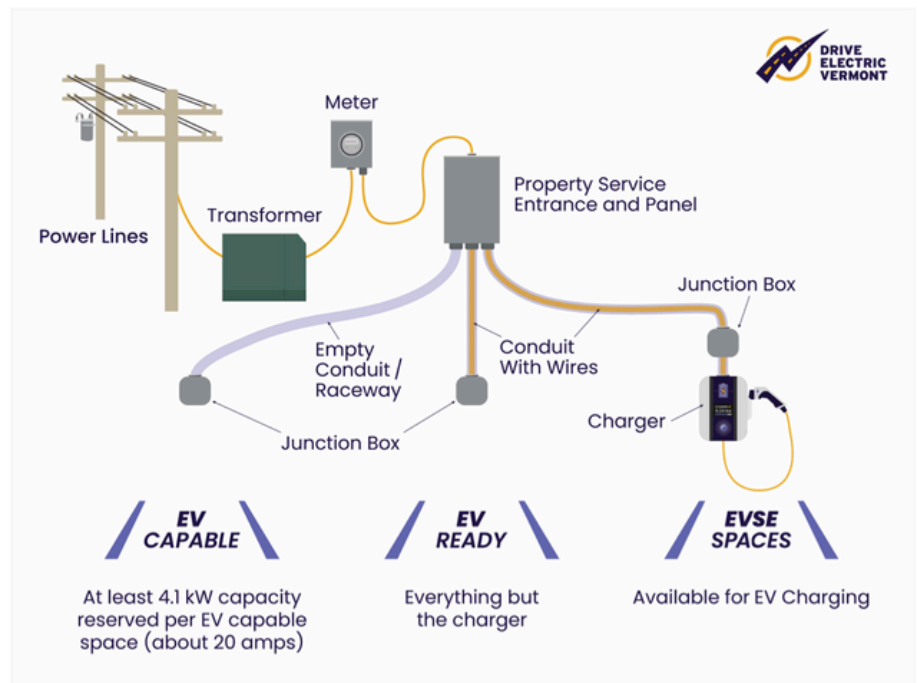 DRIVE
ELECTRIC
VERMONT
Meter
Property Service
Entrance and Panel
Transformer
Power Lines
Junction Box
Empty
Conduit /
Raceway
Conduit
With Wires
Charger
Junction Box
EV
CAPABLE
At least 4.1 kW capacity
reserved per EV capable
space (about 20 amps)
EV
READY
Everything but
the charger
EVSE
SPACES
Available for EV Charging